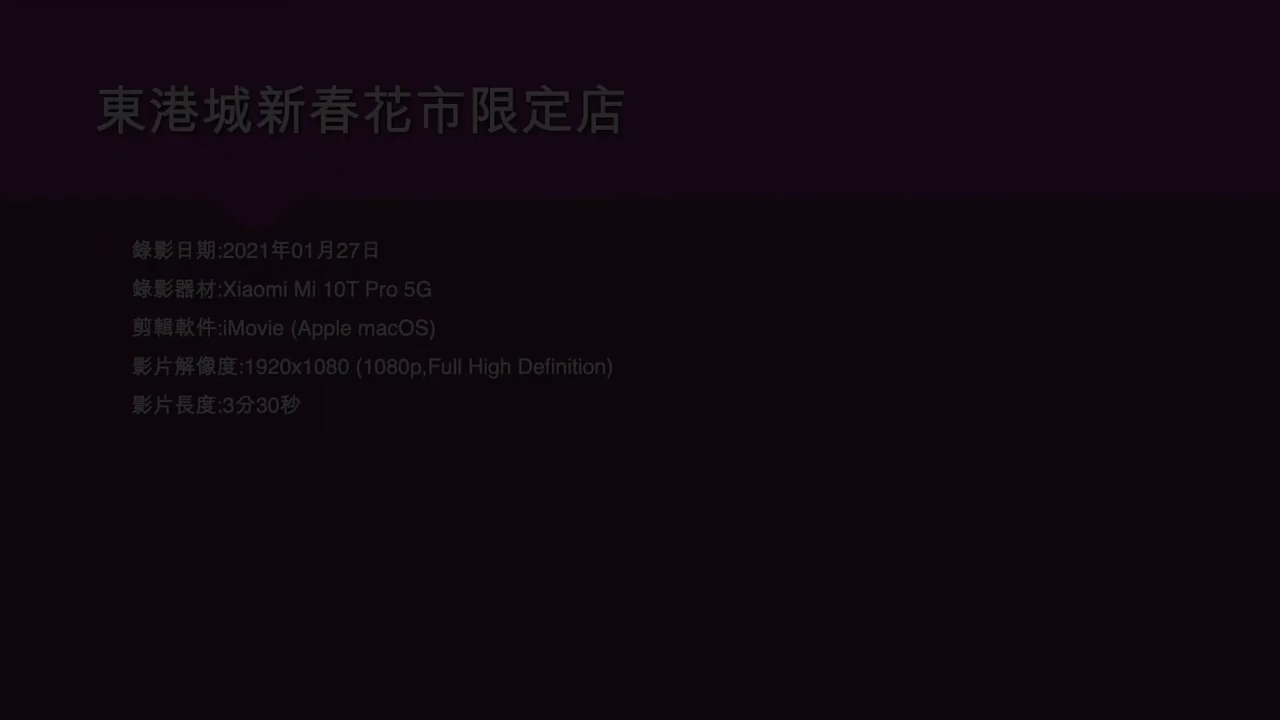 東港城新春花市限定店
錄影日期:2021年01月27日
錄影器材:Xiaomi Mi 10T Pro 5G
剪輯軟件:iMovie (Apple macOS)
影片解像度:1920x1080 (1080p,Full High Definition)
影片長度:3分30秒